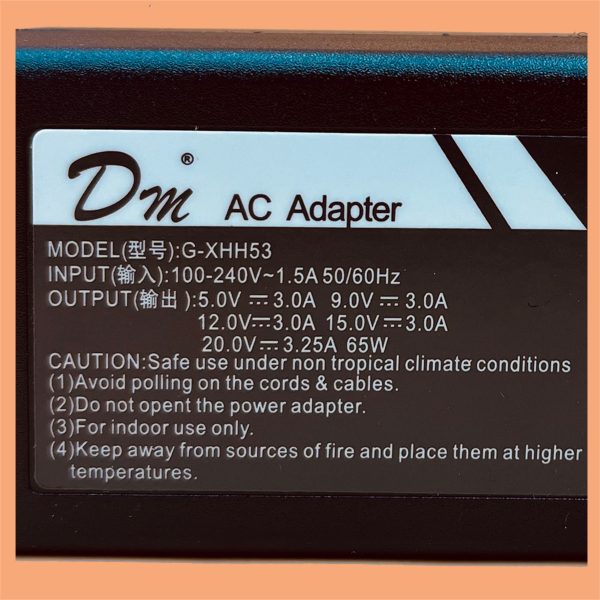 Dm® AC Adapter
MODEL(型号):G-XHH53
INPUT(输入):100-240V~1.5A 50/60Hz
OUTPUT(输出):5.0V ⎓ 3.0A 9.0V ⎓ 3.0A
12.0V⎓3.0A 15.0V⎓3.0A
20.0V⎓3.25A 65W
CAUTION:Safe use under non tropical climate conditions
(1)Avoid polling on the cords & cables.
(2)Do not opent the power adapter.
(3)For indoor use only.
(4)Keep away from sources of fire and place them at higher
temperatures.